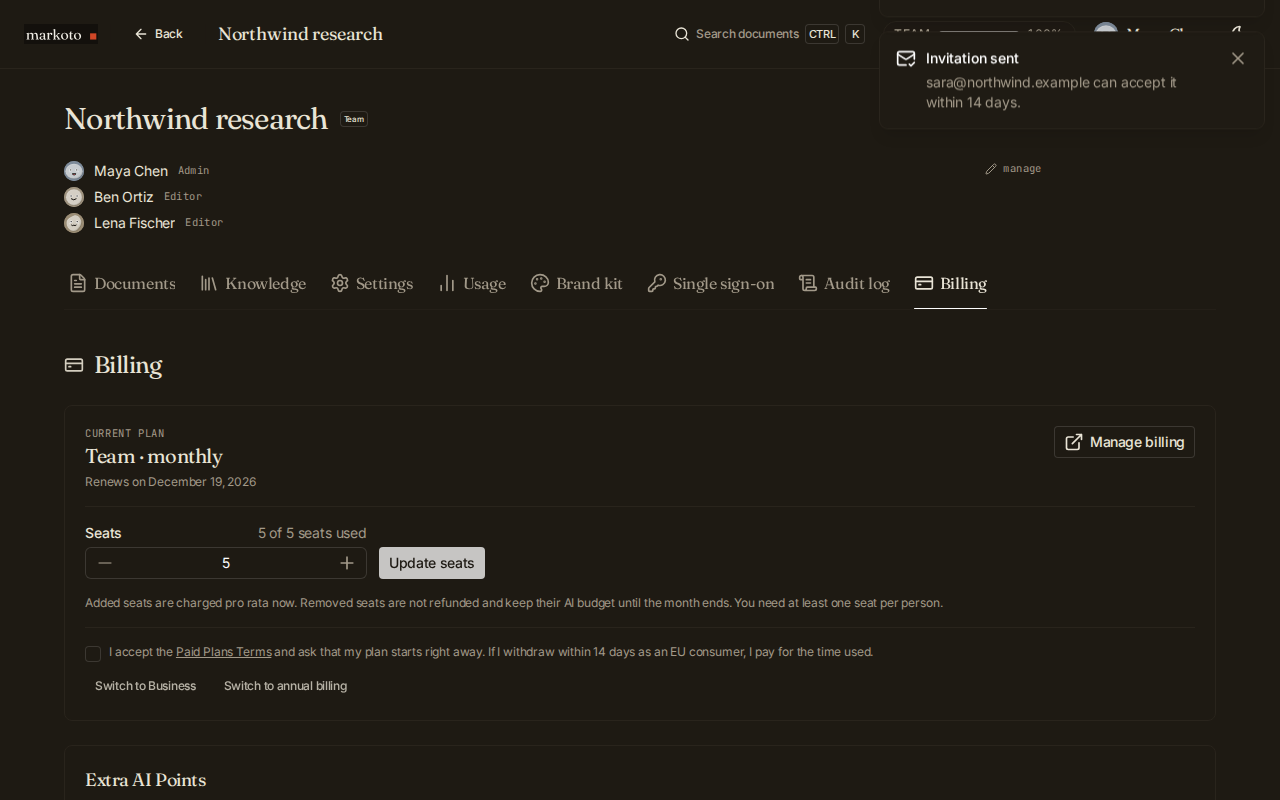 markoto
Back
Northwind research
Search documents CTRL K
Invitation sent
sara@northwind.example can accept it
within 14 days.
Northwind research Team
Maya Chen Admin
manage
Ben Ortiz Editor
Lena Fischer Editor
Documents Knowledge Settings Usage Brand kit Single sign-on Audit log Billing
Billing
CURRENT PLAN
Team · monthly
Manage billing
Renews on December 19, 2026
Seats 5 of 5 seats used
5
Update seats
Added seats are charged pro rata now. Removed seats are not refunded and keep their AI budget until the month ends. You need at least one seat per person.
I accept the Paid Plans Terms and ask that my plan starts right away. If I withdraw within 14 days as an EU consumer, I pay for the time used.
Switch to Business Switch to annual billing
Extra AI Points